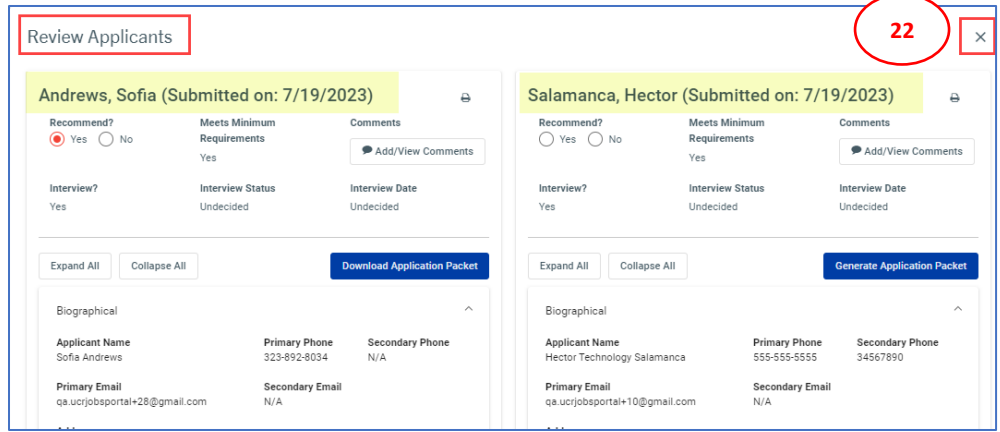 Review Applicants
22
×
Andrews, Sofia (Submitted on: 7/19/2023)
Recommend?
Yes No
Meets Minimum
Requirements
Yes
Comments
Add/View Comments
Interview?
Yes
Interview Status
Undecided
Interview Date
Undecided
Expand All
Collapse All
Download Application Packet
Biographical
Applicant Name
Sofia Andrews
Primary Phone
323-892-8034
Secondary Phone
N/A
Primary Email
qa.ucrjobsportal+28@gmail.com
Secondary Email
N/A
Salamanca, Hector (Submitted on: 7/19/2023)
Recommend?
Yes No
Meets Minimum
Requirements
Yes
Comments
Add/View Comments
Interview?
Yes
Interview Status
Undecided
Interview Date
Undecided
Expand All
Collapse All
Generate Application Packet
Biographical
Applicant Name
Hector Technology Salamanca
Primary Phone
555-555-5555
Secondary Phone
34567890
Primary Email
qa.ucrjobsportal+10@gmail.com
Secondary Email
N/A